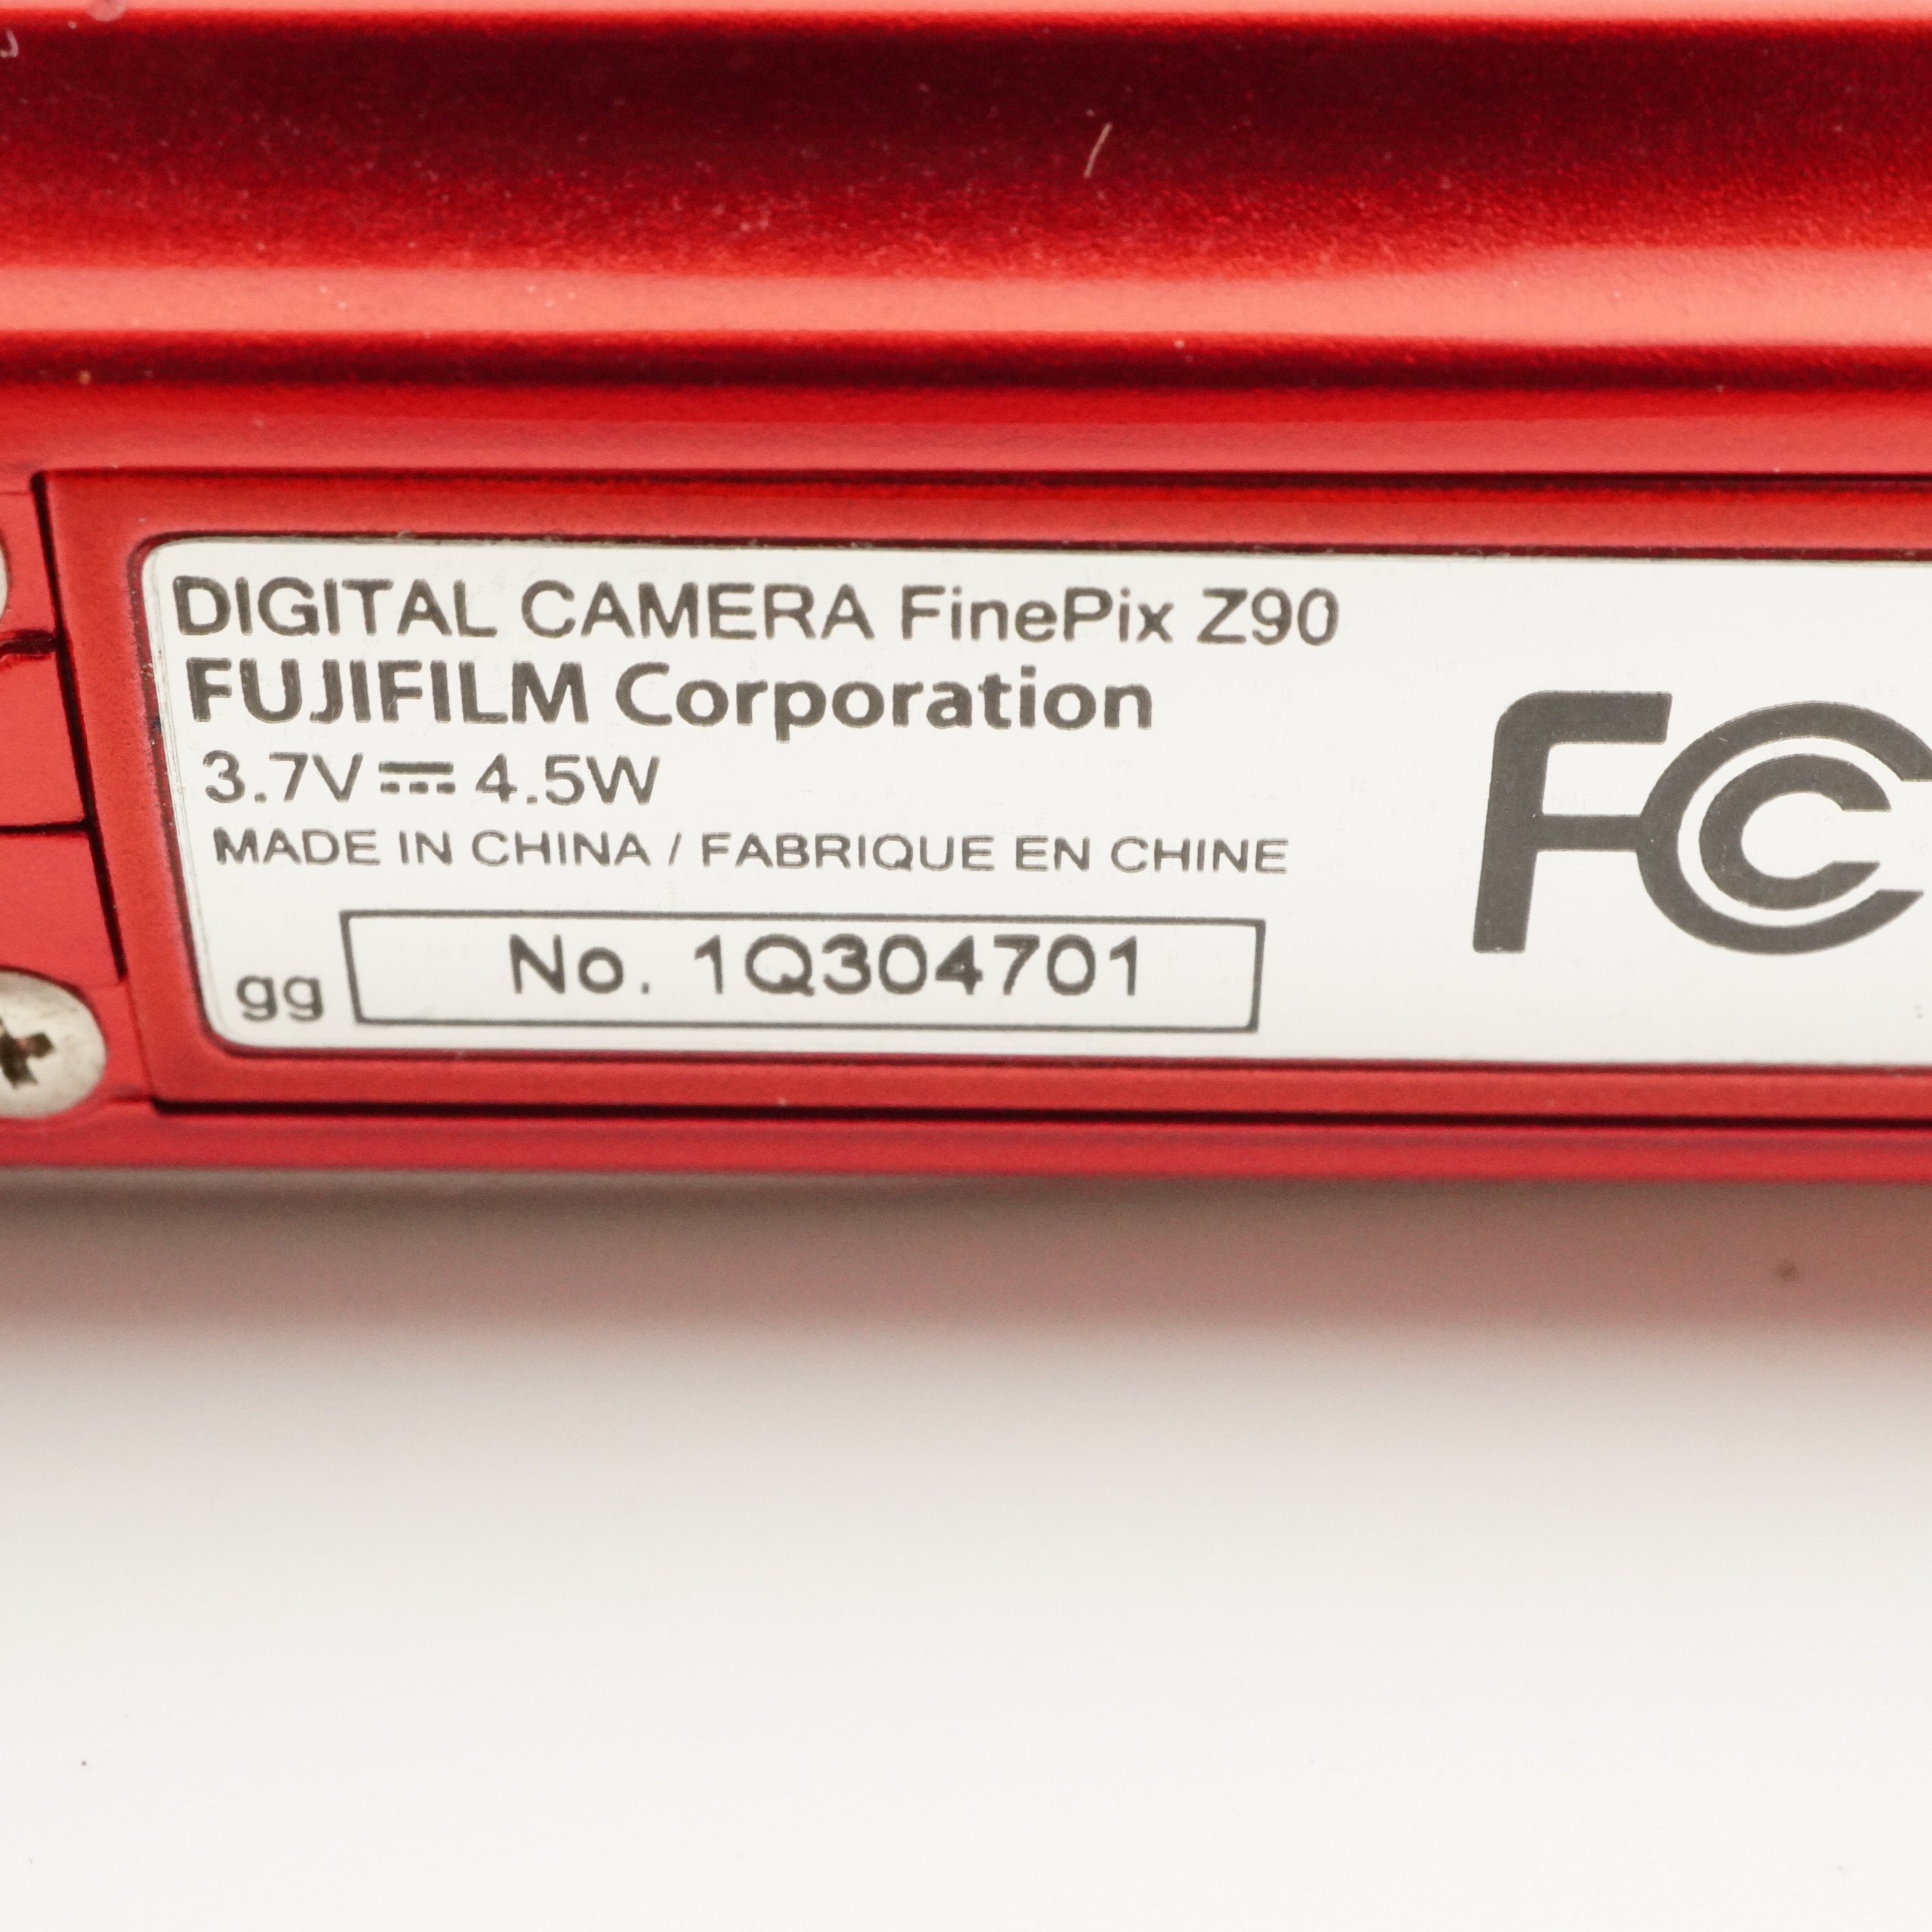 DIGITAL CAMERA FinePix Z90
FUJIFILM Corporation
3.7V⎓4.5W
MADE IN CHINA / FABRIQUE EN CHINE
gg No. 1Q304701
FC